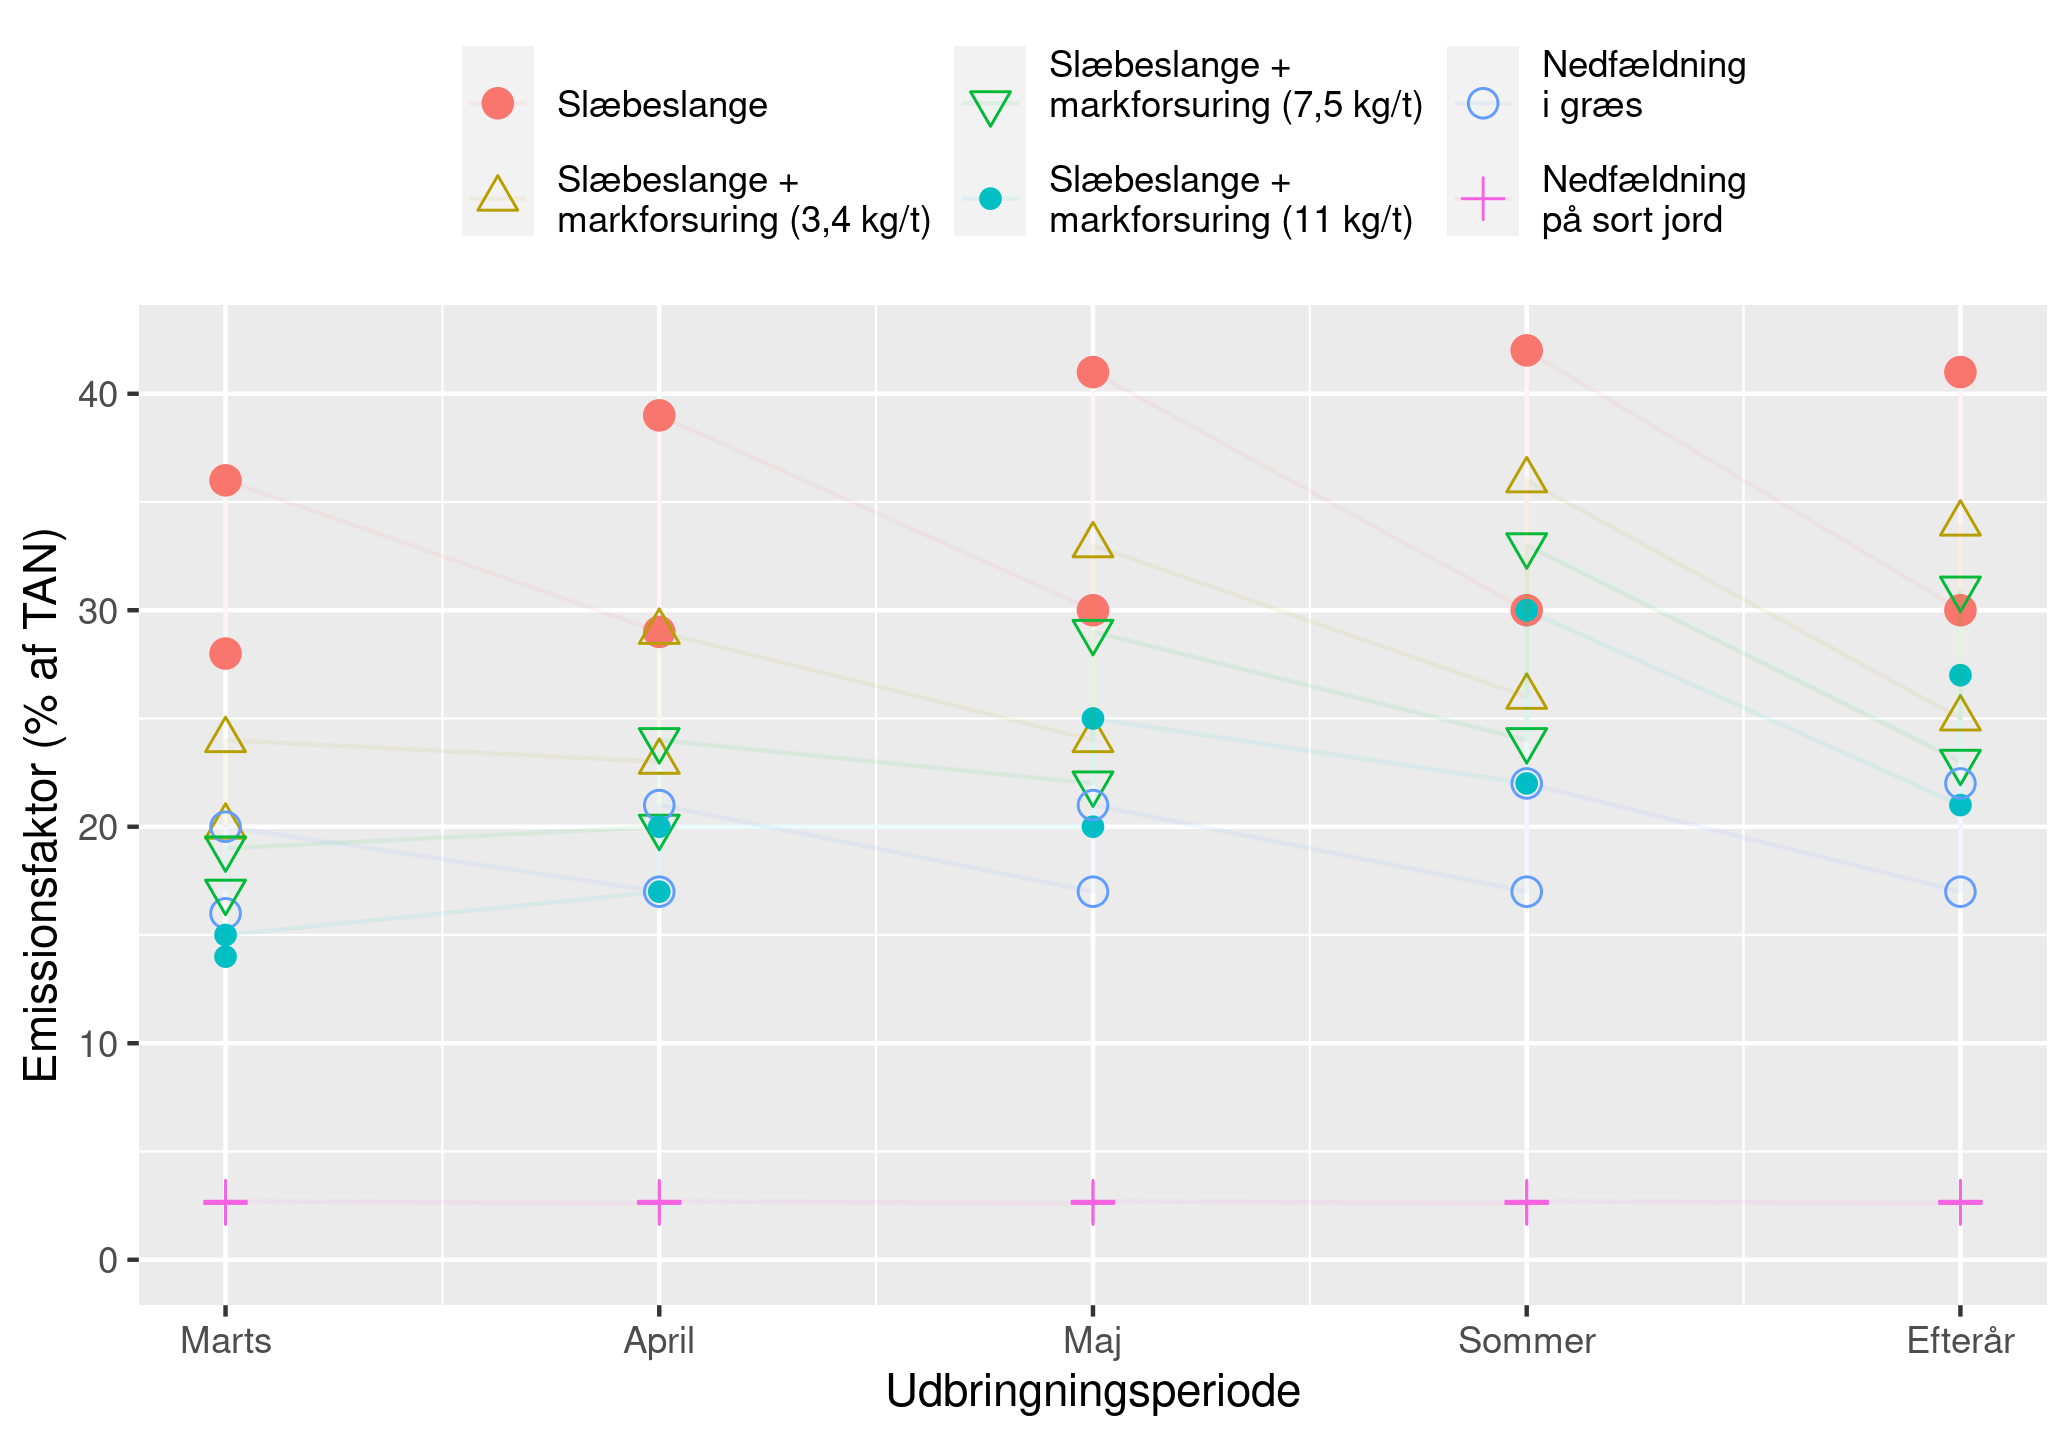 Slæbeslange
Slæbeslange +
markforsuring (3,4 kg/t)
Slæbeslange +
markforsuring (7,5 kg/t)
Slæbeslange +
markforsuring (11 kg/t)
Nedfældning
i græs
Nedfældning
på sort jord
Emissionsfaktor (% af TAN)
40
30
20
10
0
Marts
April
Maj
Sommer
Efterår
Udbringningsperiode